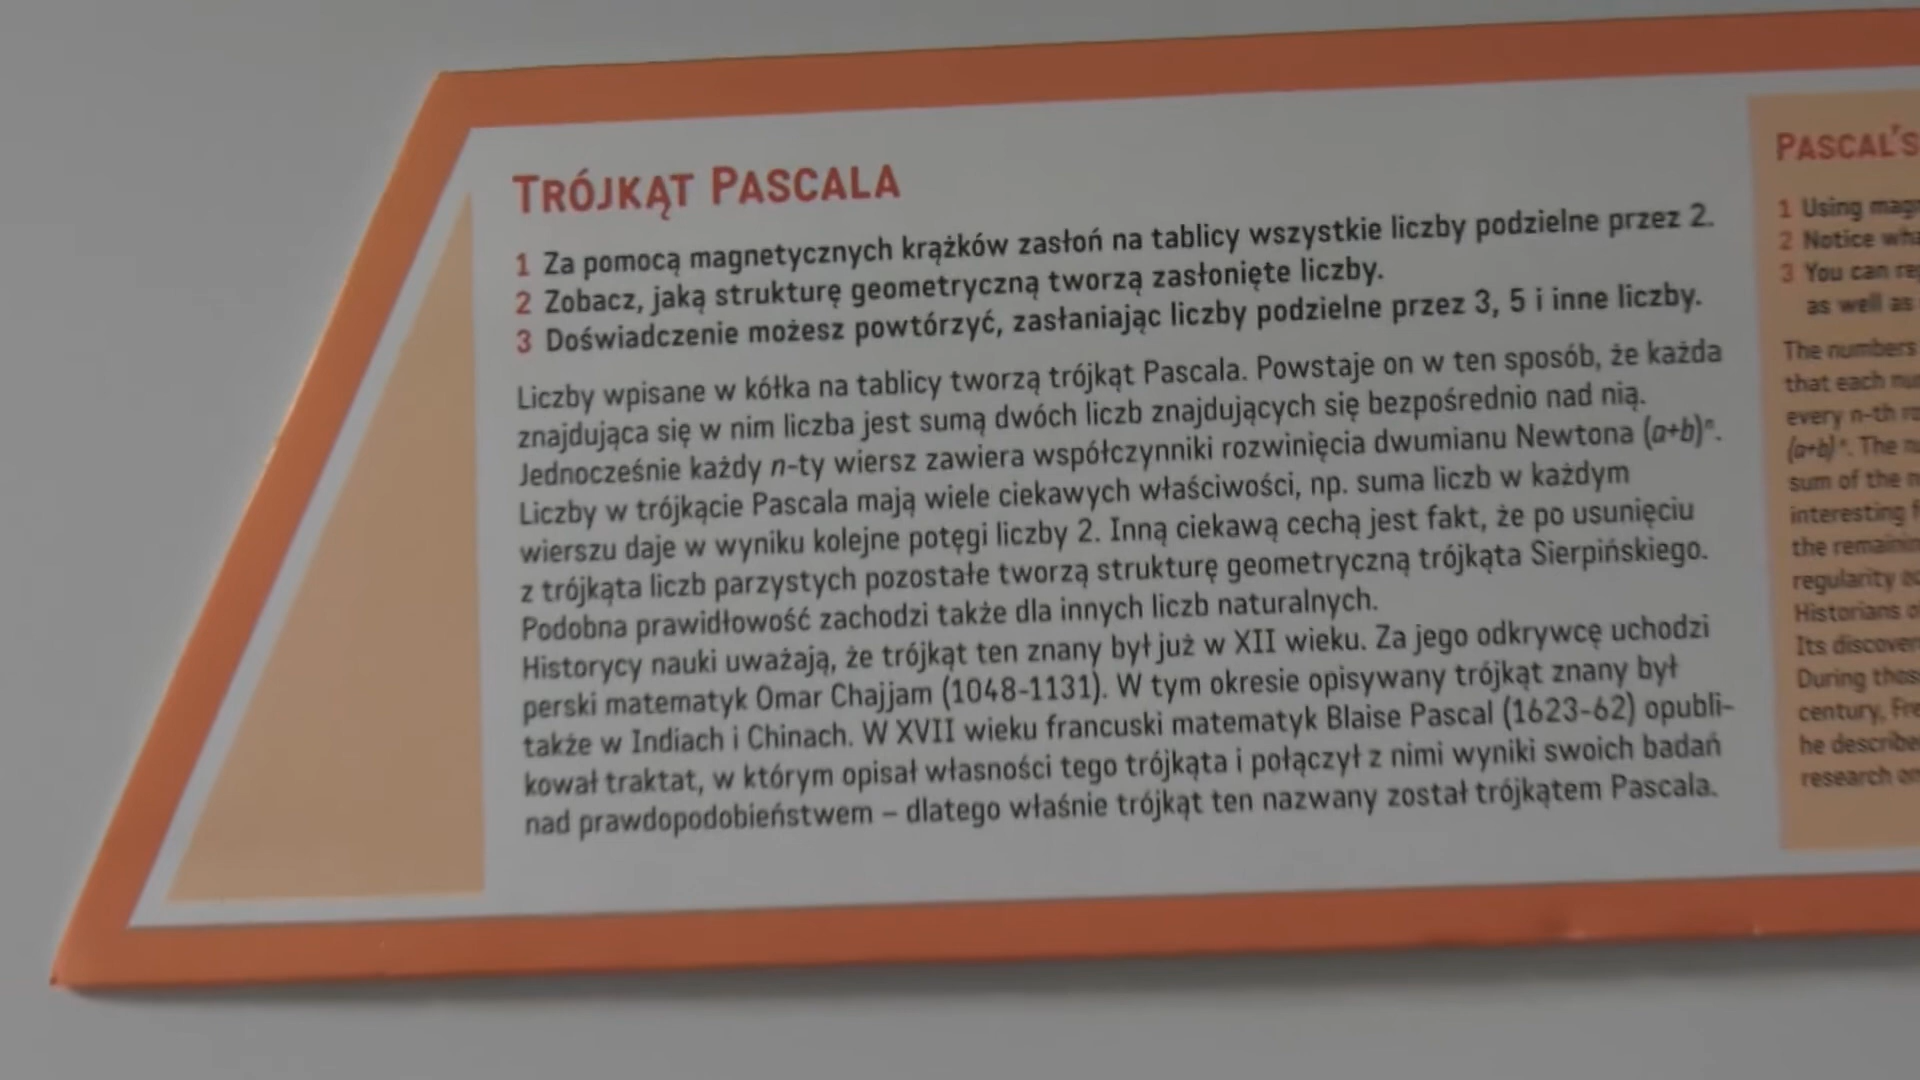 TRÓJKĄT PASCALA
1 Za pomocą magnetycznych krążków zasłoń na tablicy wszystkie liczby podzielne przez 2.
2 Zobacz, jaką strukturę geometryczną tworzą zasłonięte liczby.
3 Doświadczenie możesz powtórzyć, zasłaniając liczby podzielne przez 3, 5 i inne liczby.
Liczby wpisane w kółka na tablicy tworzą trójkąt Pascala. Powstaje on w ten sposób, że każda
znajdująca się w nim liczba jest sumą dwóch liczb znajdujących się bezpośrednio nad nią.
Jednocześnie każdy n-ty wiersz zawiera współczynniki rozwinięcia dwumianu Newtona (a+b)ⁿ.
Liczby w trójkącie Pascala mają wiele ciekawych właściwości, np. suma liczb w każdym
wierszu daje w wyniku kolejne potęgi liczby 2. Inną ciekawą cechą jest fakt, że po usunięciu
z trójkąta liczb parzystych pozostałe tworzą strukturę geometryczną trójkąta Sierpińskiego.
Podobna prawidłowość zachodzi także dla innych liczb naturalnych.
Historycy nauki uważają, że trójkąt ten znany był już w XII wieku. Za jego odkrywcę uchodzi
perski matematyk Omar Chajjam (1048-1131). W tym okresie opisywany trójkąt znany był
także w Indiach i Chinach. W XVII wieku francuski matematyk Blaise Pascal (1623-62) opubli-
kował traktat, w którym opisał własności tego trójkąta i połączył z nimi wyniki swoich badań
nad prawdopodobieństwem – dlatego właśnie trójkąt ten nazwany został trójkątem Pascala.
PASCAL'S
1 Using
2 Notice
3 You can
as well as
The numbers
that each
every n-th
(a+b)ⁿ. The
sum of the
interesting
the
regularity
Historians
Its
During
century,
he
research